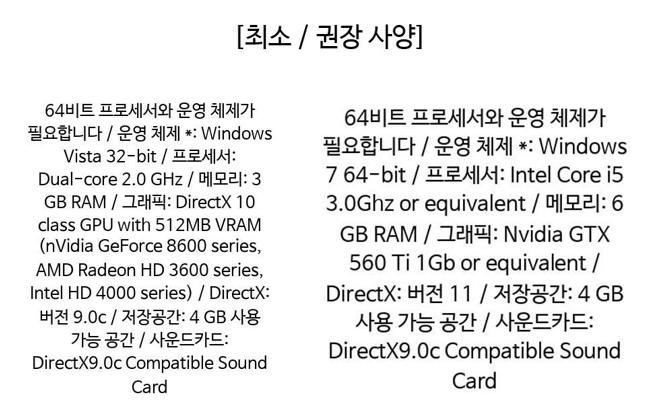 [최소 / 권장 사양]
64비트 프로세서와 운영 체제가
필요합니다 / 운영 체제 *: Windows
Vista 32-bit / 프로세서:
Dual-core 2.0 GHz / 메모리: 3
GB RAM / 그래픽: DirectX 10
class GPU with 512MB VRAM
(nVidia GeForce 8600 series,
AMD Radeon HD 3600 series,
Intel HD 4000 series) / DirectX:
버전 9.0c / 저장공간: 4 GB 사용
가능 공간 / 사운드카드:
DirectX9.0c Compatible Sound
Card
64비트 프로세서와 운영 체제가
필요합니다 / 운영 체제 *: Windows
7 64-bit / 프로세서: Intel Core i5
3.0Ghz or equivalent / 메모리: 6
GB RAM / 그래픽: Nvidia GTX
560 Ti 1Gb or equivalent /
DirectX: 버전 11 / 저장공간: 4 GB
사용 가능 공간 / 사운드카드:
DirectX9.0c Compatible Sound
Card